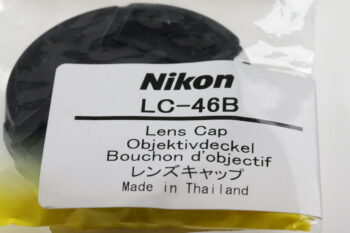 Nikon
LC-46B
Lens Cap
Objektivdeckel
Bouchon d'objectif
レンズキャップ
Made in Thailand